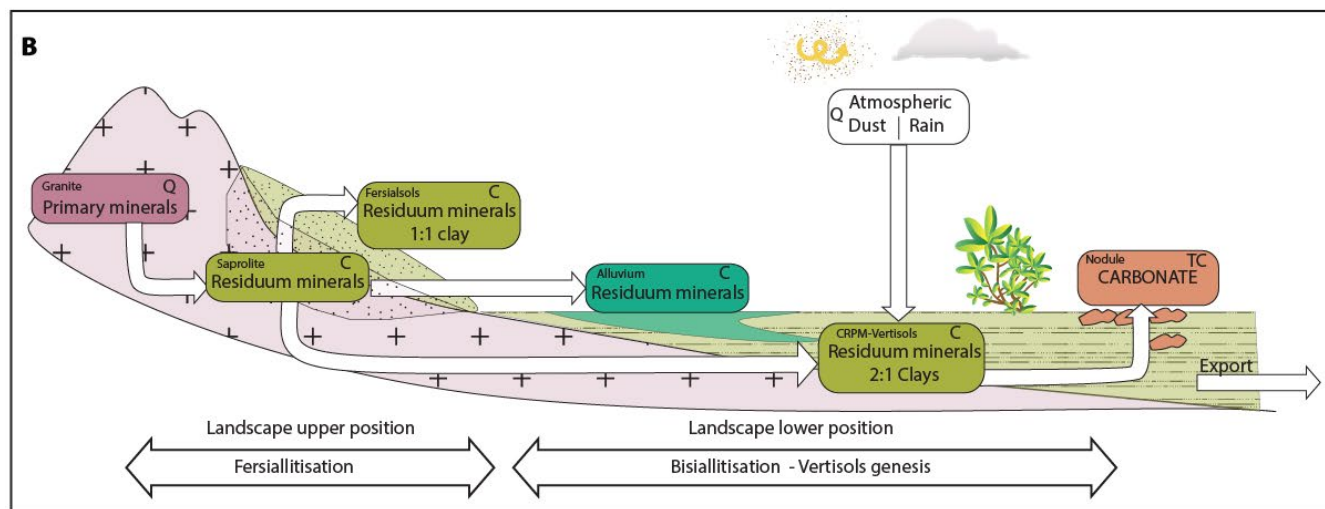 B
Atmospheric
Q Dust | Rain
Granite Q
Primary minerals
Fersialsols C
Residuum minerals
1:1 clay
Saprolite C
Residuum minerals
Alluvium C
Residuum minerals
Nodule TC
CARBONATE
CRPM-Vertisols C
Residuum minerals
2:1 Clays
Export
Landscape upper position
Landscape lower position
Fersiallitisation
Bisiallitisation - Vertisols genesis